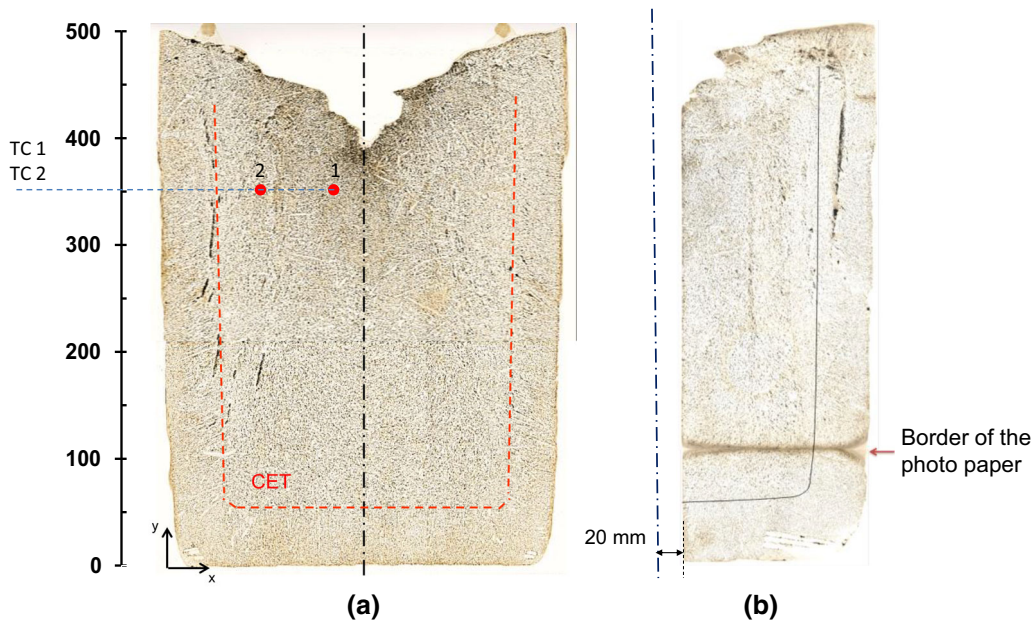 500
400
TC 1
TC 2
2
1
300
200
100
CET
0
y
x
(a)
20 mm
Border of the
photo paper
(b)